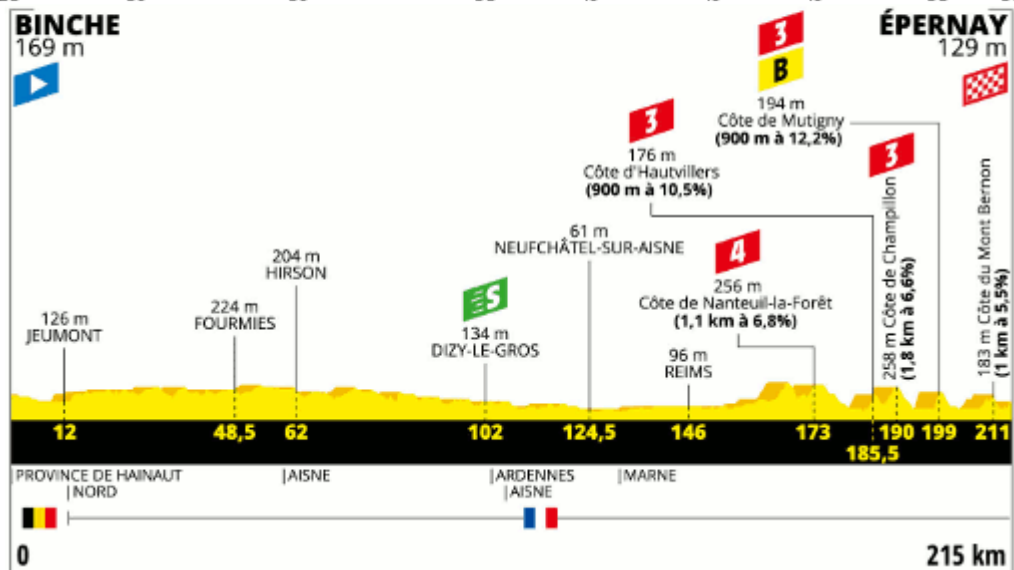 BINCHE
169 m
ÉPERNAY
129 m
3
B
194 m
Côte de Mutigny
(900 m à 12,2%)
3
176 m
Côte d'Hautvillers
(900 m à 10,5%)
3
258 m Côte de Champillon
(1,8 km à 6,6%)
183 m Côte du Mont Bernon
(1 km à 5,5%)
61 m
NEUFCHÂTEL-SUR-AISNE
4
256 m
Côte de Nanteuil-la-Forêt
(1,1 km à 6,8%)
204 m
HIRSON
S
224 m
FOURMIES
126 m
JEUMONT
134 m
DIZY-LE-GROS
96 m
REIMS
12
48,5
62
102
124,5
146
173
185,5
190
199
211
PROVINCE DE HAINAUT
NORD
AISNE
ARDENNES
AISNE
MARNE
0
215 km